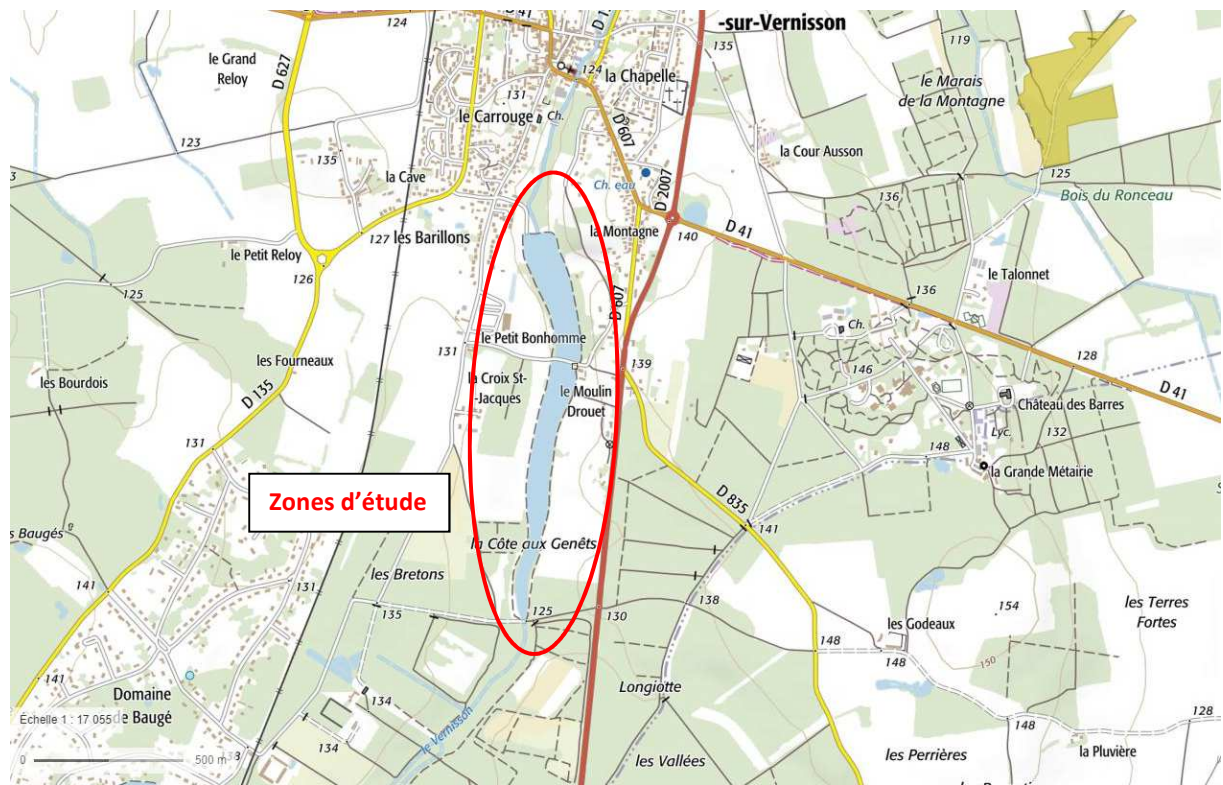 124
D 41
-sur-Vernisson
le Grand
Reloy
D 627
124
la Chapelle
135
119
le Marais
de la Montagne
131
le Carrouge
Ch.
D 607
123
135
la Cour Ausson
la Cave
Ch. eau
D 2007
125
136
Bois du Ronceau
127
les Barillons
la Montagne
140
D 41
le Petit Reloy
126
125
le Talonnet
136
Ch.
le Petit Bonhomme
131
139
128
les Fourneaux
la Croix St-
-Jacques
146
les Bourdois
le Moulin
Drouet
D 41
Château des Barres
D 135
Lyc.
132
131
148
la Grande Métairie
Zones d'étude
D 835
141
s Baugés
la Côte aux Genêts
les Bretons
141
131
138
154
les Terres
Fortes
135
125
130
les Godeaux
148
148
150
141
Longiotte
Domaine
de Baugé
134
Échelle 1 : 17 055
le Vernisson
148
128
134
0
500 m
la Pluvière
les Vallées
les Perrières